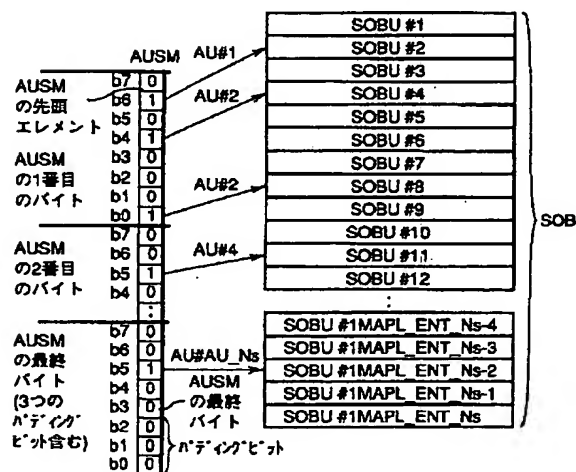 AUSM
AUSM
の先頭
エレメント
AUSM
の1番目
のバイト
AUSM
の2番目
のバイト
AUSM
の最終
バイト
(3つの
パディング
ビット含む)
b7 0
b6 1
b5 0
b4 1
b3 0
b2 0
b1 0
b0 1
b7 0
b6 0
b5 1
b4 0
:
b7 0
b6 0
b5 1
b4 0
b3 0
b2 0
b1 0
b0 0
AU#1
AU#2
AU#2
AU#4
AU#AU_Ns
AUSM
の最終
バイト
パディングビット
SOBU #1
SOBU #2
SOBU #3
SOBU #4
SOBU #5
SOBU #6
SOBU #7
SOBU #8
SOBU #9
SOBU #10
SOBU #11
SOBU #12
:
SOBU #1MAPL_ENT_Ns-4
SOBU #1MAPL_ENT_Ns-3
SOBU #1MAPL_ENT_Ns-2
SOBU #1MAPL_ENT_Ns-1
SOBU #1MAPL_ENT_Ns
SOB